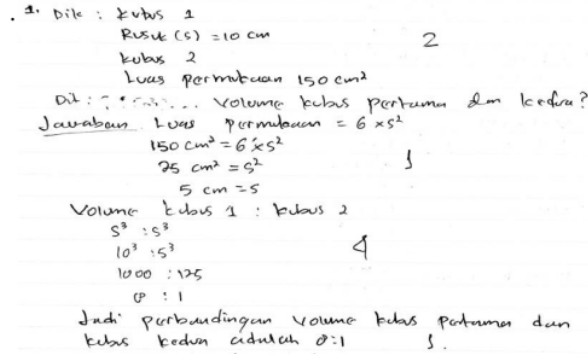 1. Dik : kubus 1
Rusuk (s) = 10 cm
2
kubus 2
Luas permukaan 150 cm²
Dit : volume kubus pertama dan kedua?
Jawaban Luas permukaan = 6 x s²
150 cm² = 6 x s²
25 cm² = s²
5 cm = s
Volume kubus 1 : kubus 2
s³ : s³
10³ : 5³
4
1000 : 125
8 : 1
Jadi perbandingan volume kubus pertama dan
kubus kedua adalah 8:1